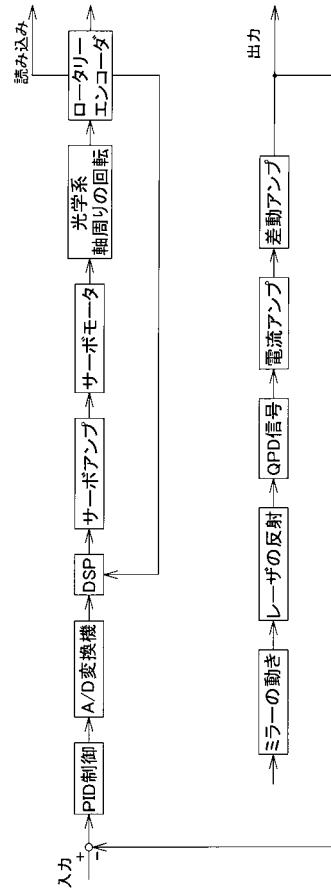 入力
+
-
PID制御
A/D変換機
DSP
サーボアンプ
サーボモータ
光学系
軸周りの回転
ロータリー
エンコーダ
読み込み
ミラーの動き
レーザの反射
QPD信号
電流アンプ
差動アンプ
出力